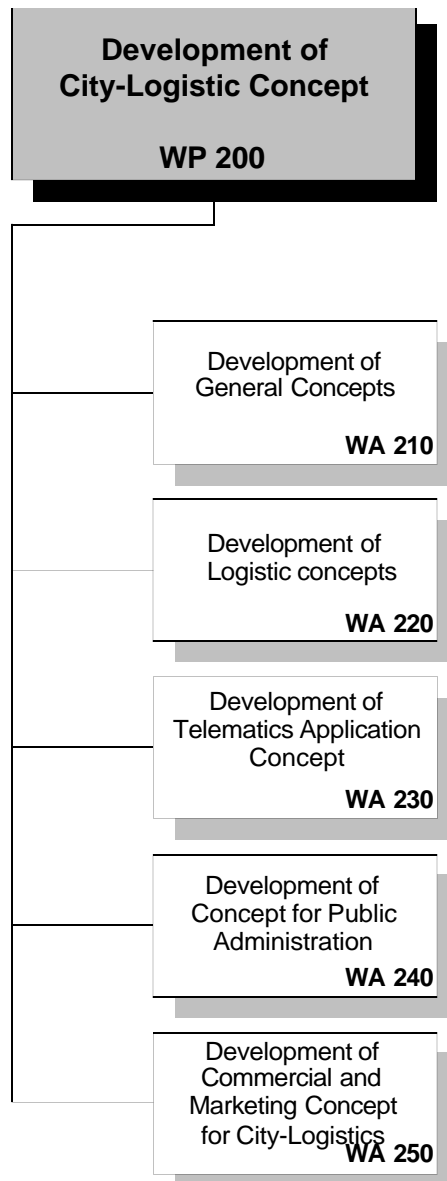 Development of
City-Logistic Concept
WP 200
Development of
General Concepts
WA 210
Development of
Logistic concepts
WA 220
Development of
Telematics Application
Concept
WA 230
Development of
Concept for Public
Administration
WA 240
Development of
Commercial and
Marketing Concept
for City-Logistics
WA 250